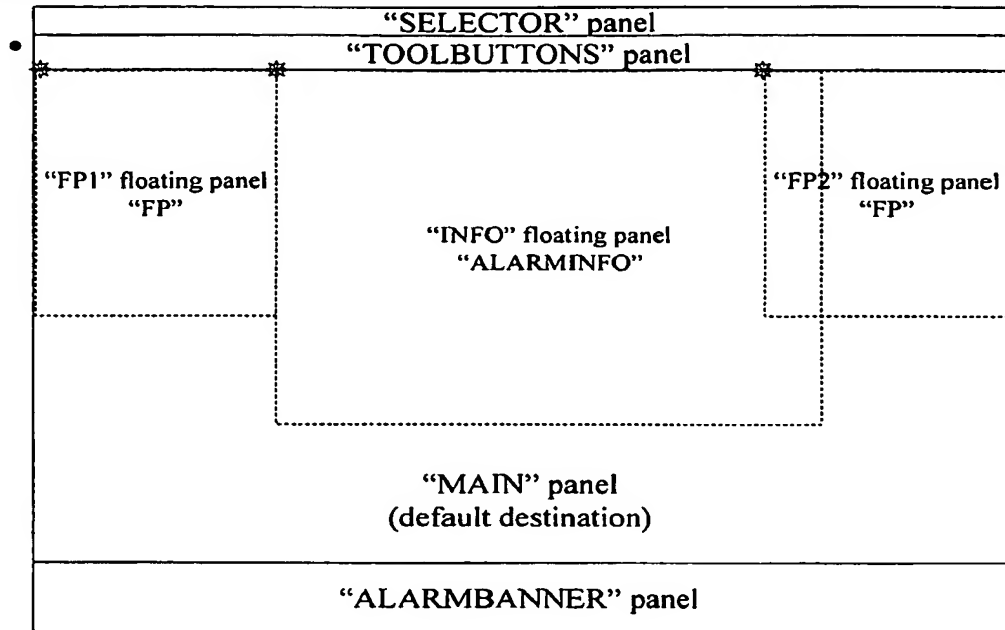 “SELECTOR” panel
“TOOLBUTTONS” panel
“FP1” floating panel
“FP”
“INFO” floating panel
“ALARMINFO”
“FP2” floating panel
“FP”
“MAIN” panel
(default destination)
“ALARMBANNER” panel